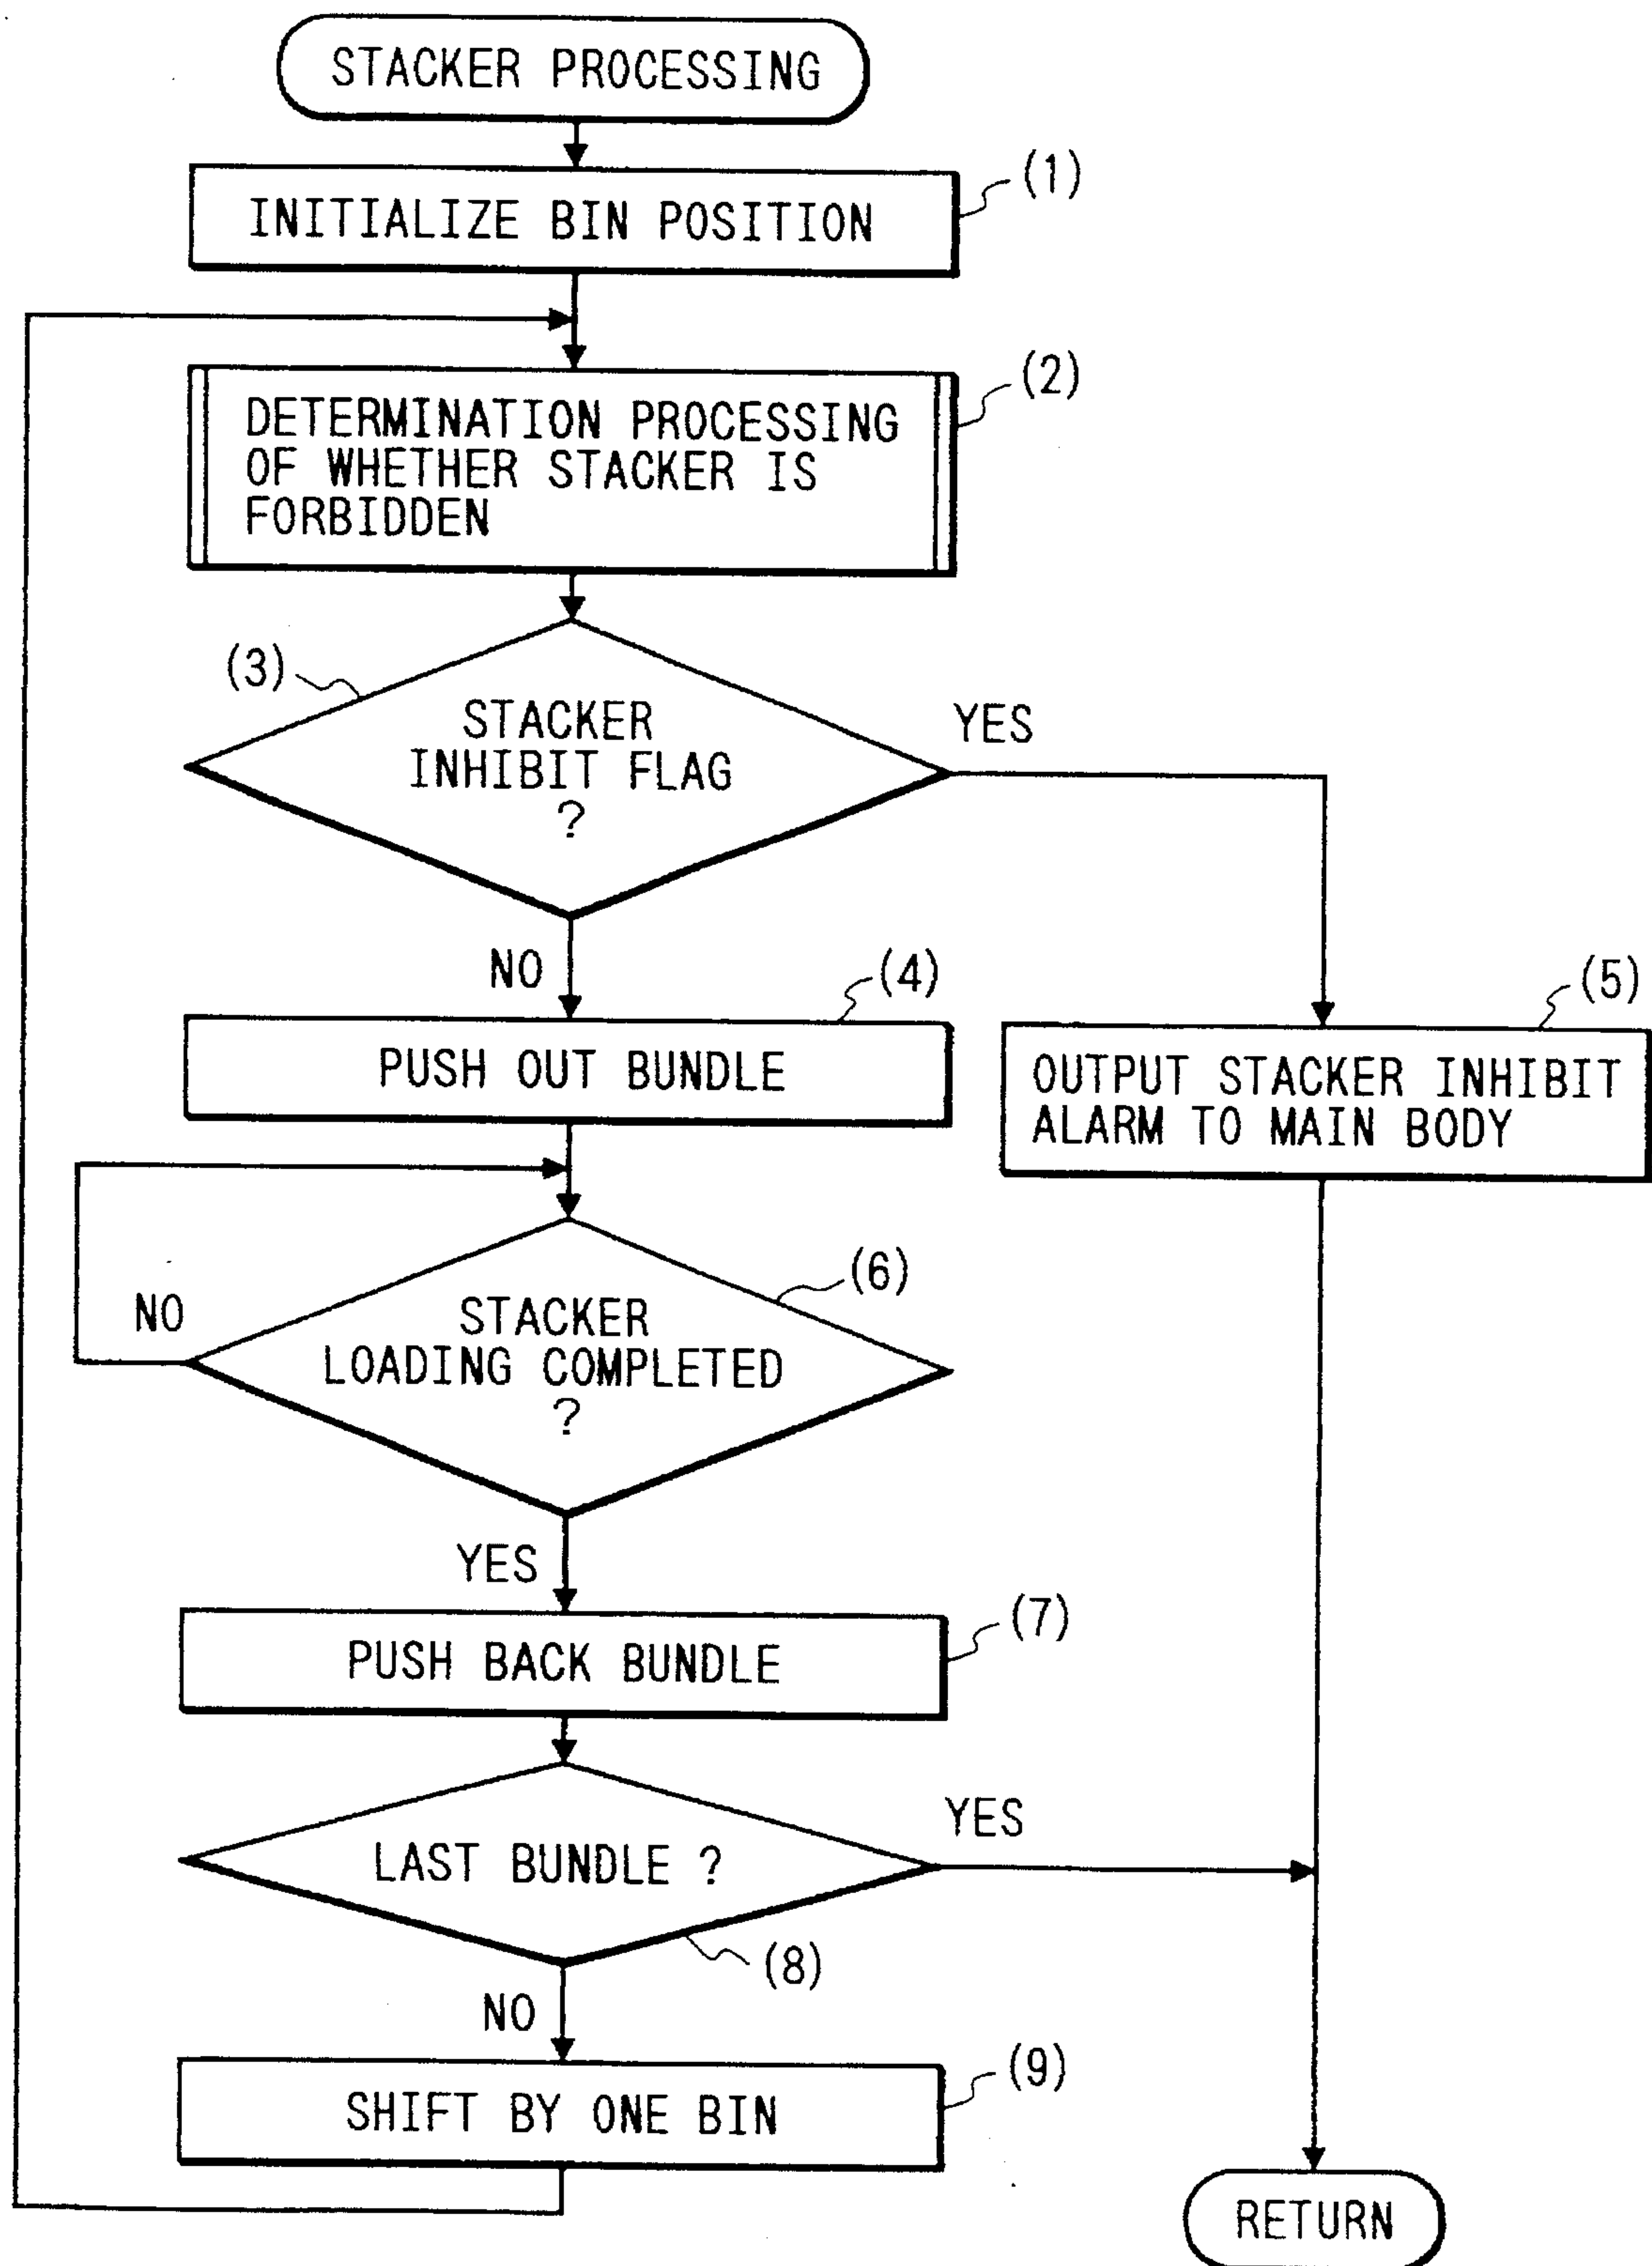 STACKER PROCESSING
(1)
INITIALIZE BIN POSITION
(2)
DETERMINATION PROCESSING
OF WHETHER STACKER IS
FORBIDDEN
(3)
STACKER
INHIBIT FLAG
?
YES
NO
(4)
PUSH OUT BUNDLE
(5)
OUTPUT STACKER INHIBIT
ALARM TO MAIN BODY
(6)
STACKER
LOADING COMPLETED
?
NO
YES
(7)
PUSH BACK BUNDLE
LAST BUNDLE ?
YES
(8)
NO
(9)
SHIFT BY ONE BIN
RETURN